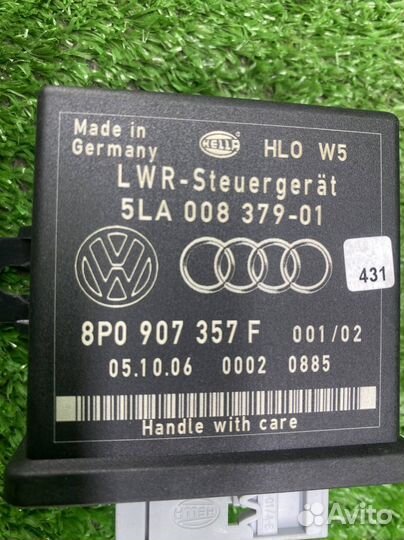 Made in
Germany
HELLA
HLO W5
LWR-Steuergerät
5LA 008 379-01
431
8P0 907 357 F 001/02
05.10.06 0002 0885
Handle with care
HELLA
Avito